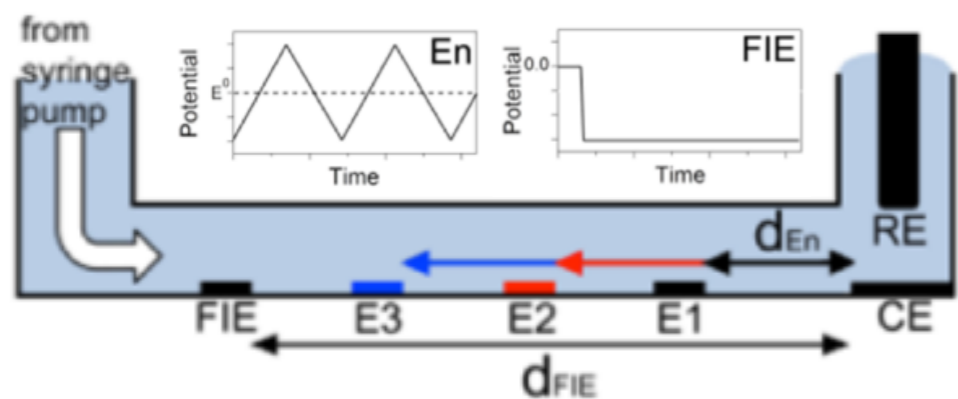 from
syringe
pump
Potential
E⁰
En
Time
Potential
0.0
FIE
Time
dEn
RE
FIE
E3
E2
E1
CE
dFIE